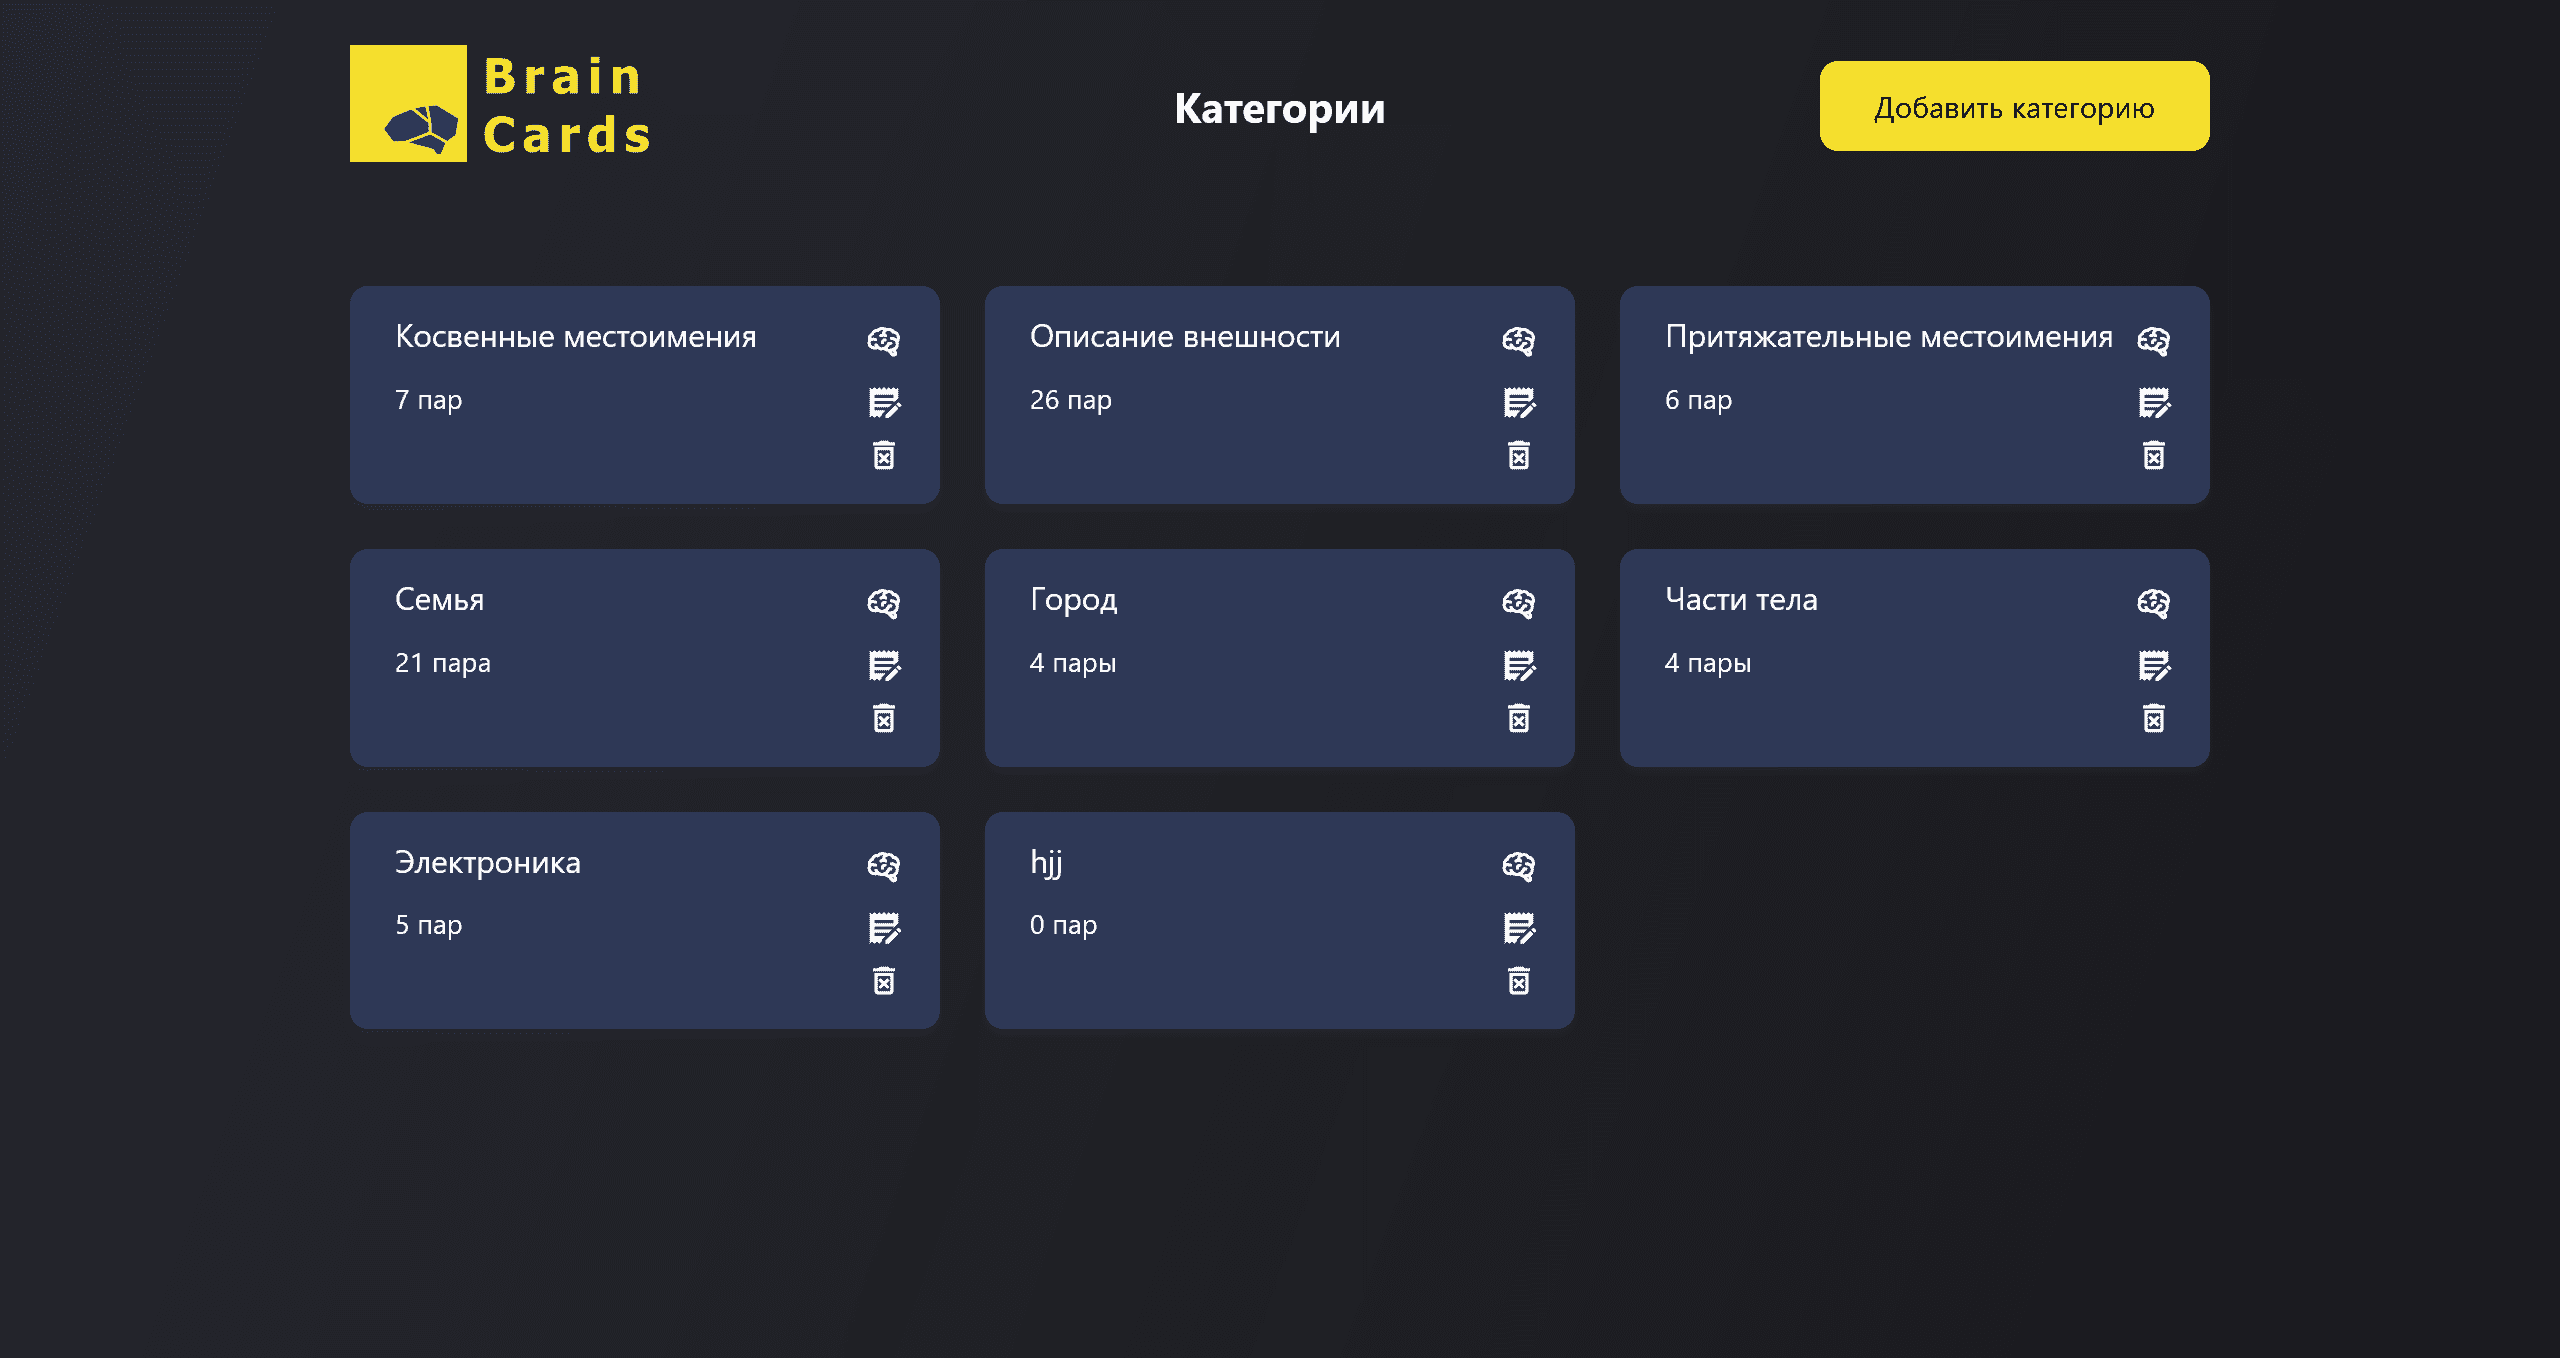 Brain
Cards
Категории
Добавить категорию
Косвенные местоимения
7 пар
Описание внешности
26 пар
Притяжательные местоимения
6 пар
Семья
21 пара
Город
4 пары
Части тела
4 пары
Электроника
5 пар
hjj
0 пар